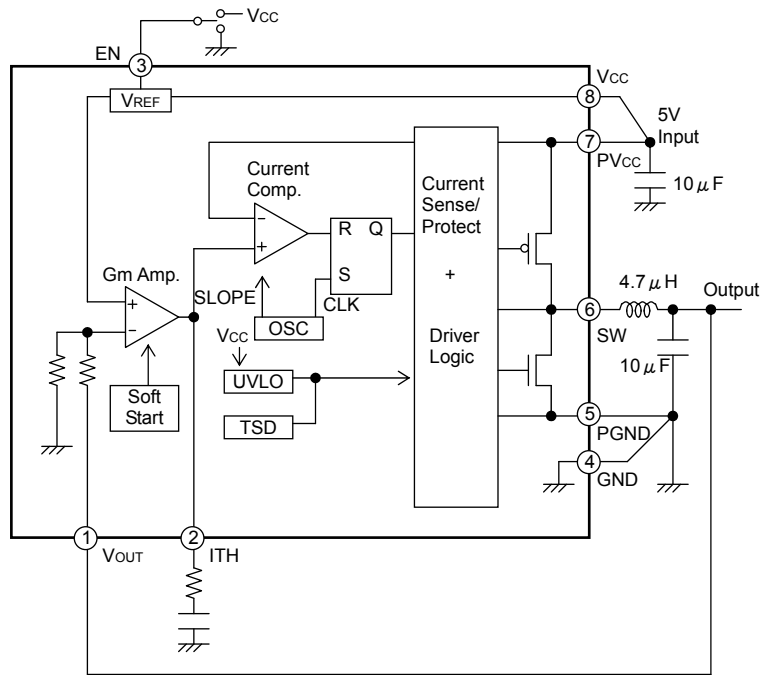 VCC
EN
3
VREF
VCC
8
5V
Input
7
PVCC
10μF
Current
Comp.
−
+
R Q
S
CLK
Current
Sense/
Protect
+
Driver
Logic
Gm Amp.
+
−
SLOPE
OSC
VCC
UVLO
TSD
Soft
Start
4.7μH
Output
6
SW
10μF
5
PGND
4
GND
1
VOUT
2
ITH